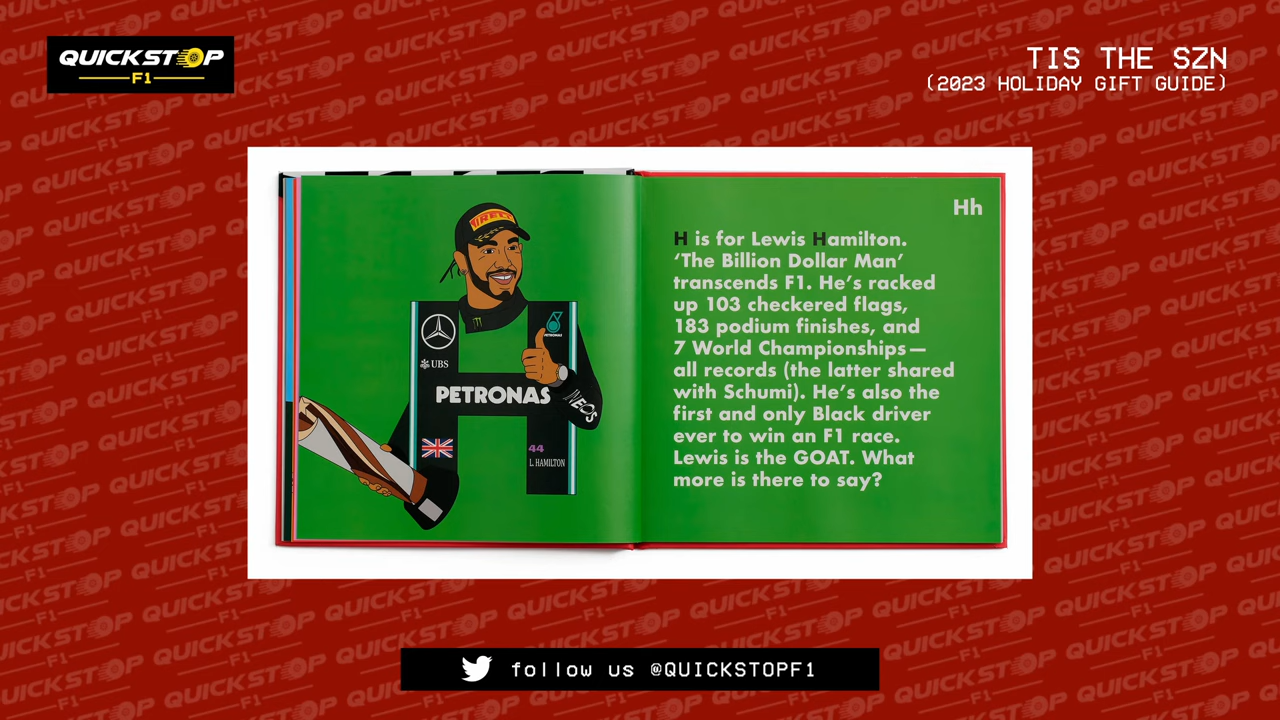 QUICKSTOP
F1
TIS THE SZN
(2023 HOLIDAY GIFT GUIDE)
PIRELLI
UBS
PETRONAS
PETRONAS
INEOS
44
L. HAMILTON
Hh
H is for Lewis Hamilton.
‘The Billion Dollar Man’
transcends F1. He’s racked
up 103 checkered flags,
183 podium finishes, and
7 World Championships—
all records (the latter shared
with Schumi). He’s also the
first and only Black driver
ever to win an F1 race.
Lewis is the GOAT. What
more is there to say?
follow us @QUICKSTOPF1